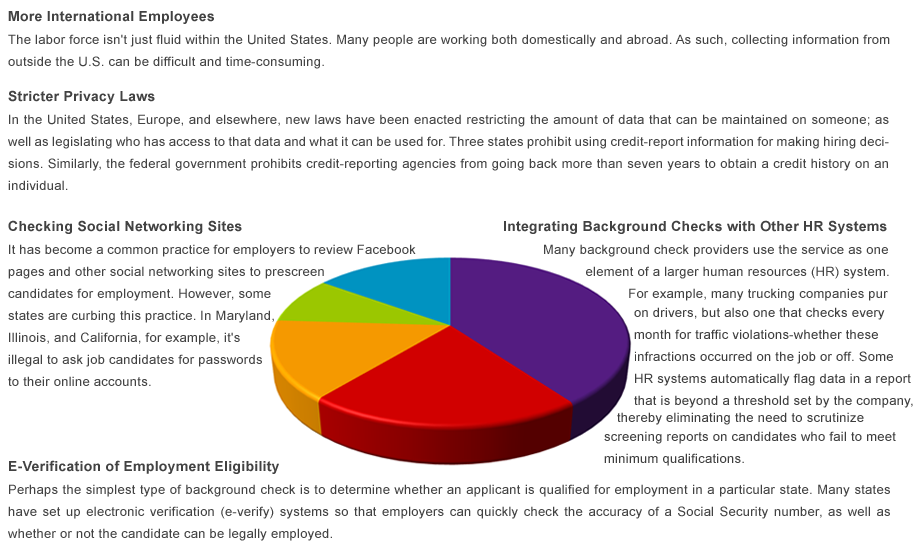 More International Employees
The labor force isn't just fluid within the United States. Many people are working both domestically and abroad. As such, collecting information from
outside the U.S. can be difficult and time-consuming.
Stricter Privacy Laws
In the United States, Europe, and elsewhere, new laws have been enacted restricting the amount of data that can be maintained on someone; as
well as legislating who has access to that data and what it can be used for. Three states prohibit using credit-report information for making hiring deci-
sions. Similarly, the federal government prohibits credit-reporting agencies from going back more than seven years to obtain a credit history on an
individual.
Checking Social Networking Sites
It has become a common practice for employers to review Facebook
pages and other social networking sites to prescreen
candidates for employment. However, some
states are curbing this practice. In Maryland,
Illinois, and California, for example, it's
illegal to ask job candidates for passwords
to their online accounts.
Integrating Background Checks with Other HR Systems
Many background check providers use the service as one
element of a larger human resources (HR) system.
For example, many trucking companies pur
on drivers, but also one that checks every
month for traffic violations-whether these
infractions occurred on the job or off. Some
HR systems automatically flag data in a report
that is beyond a threshold set by the company,
thereby eliminating the need to scrutinize
screening reports on candidates who fail to meet
minimum qualifications.
E-Verification of Employment Eligibility
Perhaps the simplest type of background check is to determine whether an applicant is qualified for employment in a particular state. Many states
have set up electronic verification (e-verify) systems so that employers can quickly check the accuracy of a Social Security number, as well as
whether or not the candidate can be legally employed.